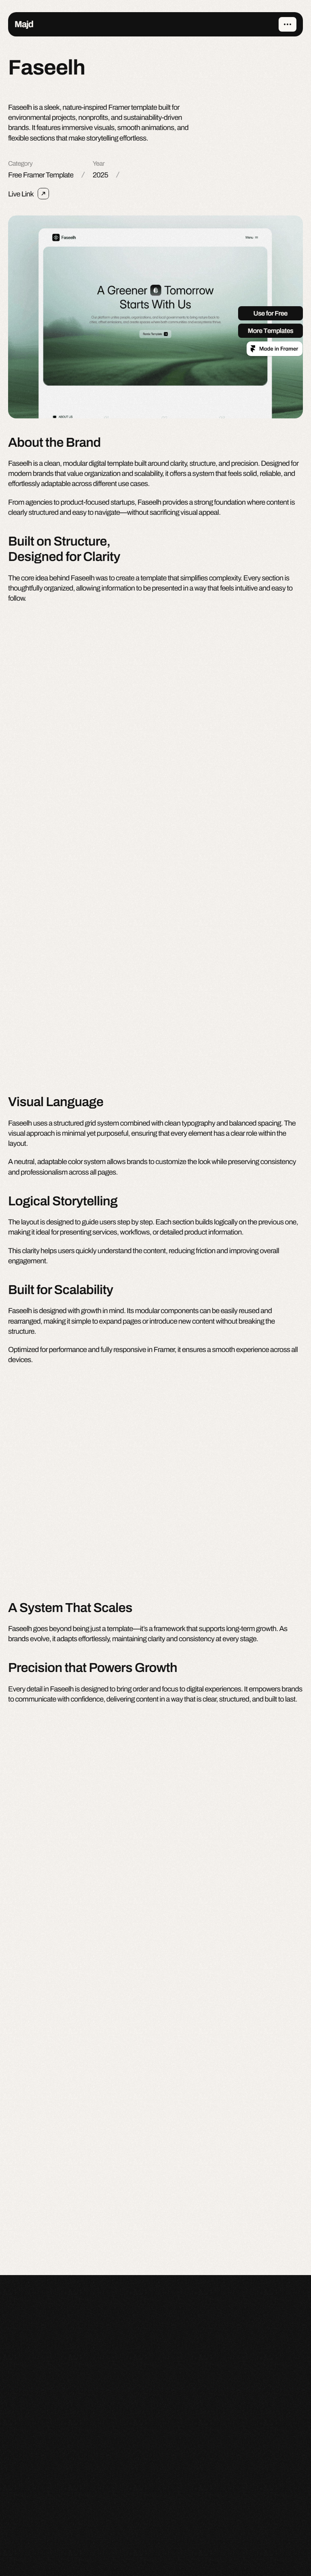 Majd
Faseelh
Faseelh is a sleek, nature-inspired Framer template built for
environmental projects, nonprofits, and sustainability-driven
brands. It features immersive visuals, smooth animations, and
flexible sections that make storytelling effortless.
Category
Year
Free Framer Template /
2025 /
Live Link
Faseelh
A Greener Tomorrow
Starts With Us
Use for Free
More Templates
Made in Framer
ABOUT US
About the Brand
Faseelh is a clean, modular digital template built around clarity, structure, and precision. Designed for
modern brands that value organization and scalability, it offers a system that feels solid, reliable, and
effortlessly adaptable across different use cases.
From agencies to product-focused startups, Faseelh provides a strong foundation where content is
clearly structured and easy to navigate—without sacrificing visual appeal.
Built on Structure,
Designed for Clarity
The core idea behind Faseelh was to create a template that simplifies complexity. Every section is
thoughtfully organized, allowing information to be presented in a way that feels intuitive and easy to
follow.
Visual Language
Faseelh uses a structured grid system combined with clean typography and balanced spacing. The
visual approach is minimal yet purposeful, ensuring that every element has a clear role within the
layout.
A neutral, adaptable color system allows brands to customize the look while preserving consistency
and professionalism across all pages.
Logical Storytelling
The layout is designed to guide users step by step. Each section builds logically on the previous one,
making it ideal for presenting services, workflows, or detailed product information.
This clarity helps users quickly understand the content, reducing friction and improving overall
engagement.
Built for Scalability
Faseelh is designed with growth in mind. Its modular components can be easily reused and
rearranged, making it simple to expand pages or introduce new content without breaking the
structure.
Optimized for performance and fully responsive in Framer, it ensures a smooth experience across all
devices.
A System That Scales
Faseelh goes beyond being just a template—it's a framework that supports long-term growth. As
brands evolve, it adapts effortlessly, maintaining clarity and consistency at every stage.
Precision that Powers Growth
Every detail in Faseelh is designed to bring order and focus to digital experiences. It empowers brands
to communicate with confidence, delivering content in a way that is clear, structured, and built to last.